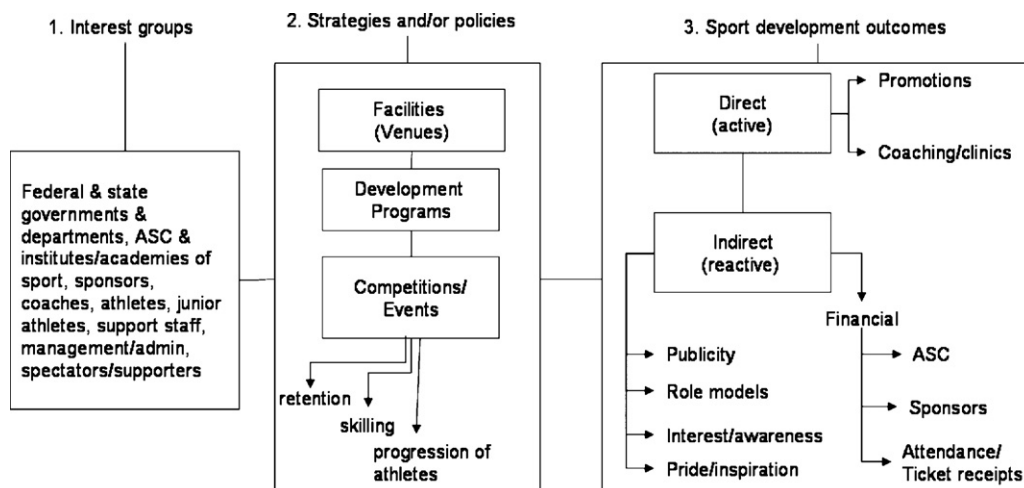 1. Interest groups
Federal & state
governments &
departments, ASC &
institutes/academies of
sport, sponsors,
coaches, athletes, junior
athletes, support staff,
management/admin,
spectators/supporters
2. Strategies and/or policies
Facilities
(Venues)
Development
Programs
Competitions/
Events
retention
skilling
progression of
athletes
3. Sport development outcomes
Direct
(active)
Promotions
Coaching/clinics
Indirect
(reactive)
Publicity
Role models
Interest/awareness
Pride/inspiration
Financial
ASC
Sponsors
Attendance/
Ticket receipts